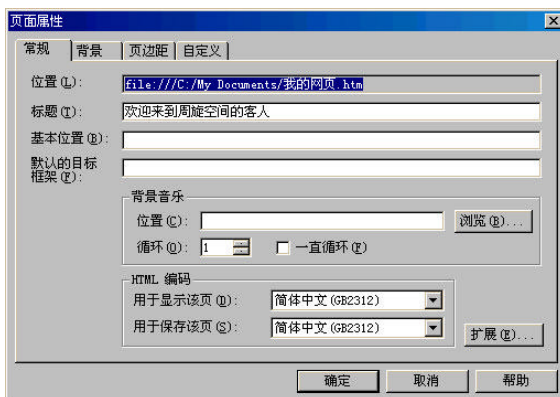 页面属性
常规 背景 页边距 自定义
位置(L): file:///C:/My Documents/我的网页.htm
标题(T): 欢迎来到周旋空间的客人
基本位置(B):
默认的目标
框架(F):
背景音乐
位置(C): 浏览(R)...
循环(O): 1 一直循环(F)
HTML 编码
用于显示该页(D): 简体中文(GB2312)
用于保存该页(S): 简体中文(GB2312)
扩展(E)...
确定 取消 帮助